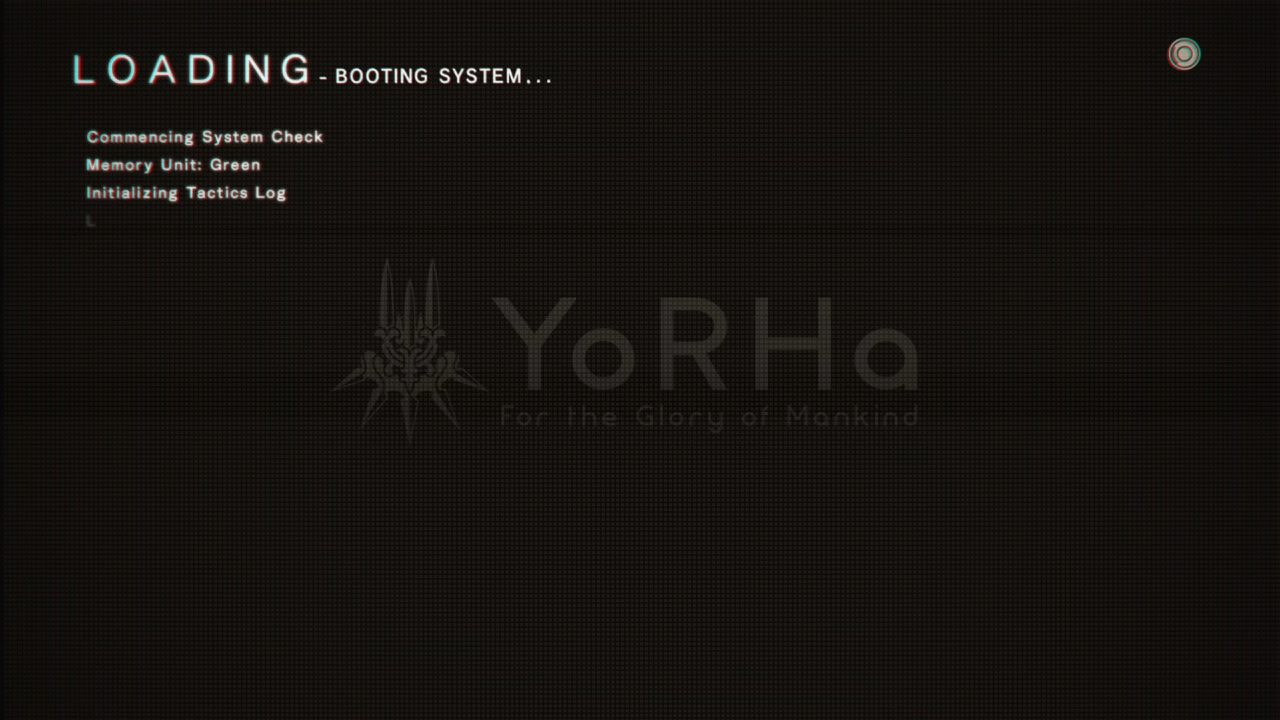 LOADING - BOOTING SYSTEM...
Commencing System Check
Memory Unit: Green
Initializing Tactics Log
L
YoRHa
For the Glory of Mankind